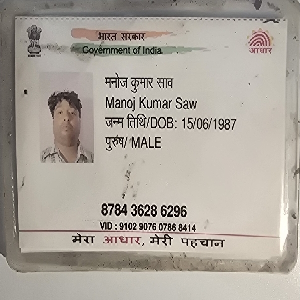 भारत सरकार
Government of India
आधार
मनोज कुमार साव
Manoj Kumar Saw
जन्म तिथि/DOB: 15/06/1987
पुरुष/ MALE
8784 3628 6296
VID : 9102 9076 0786 8414
मेरा आधार, मेरी पहचान